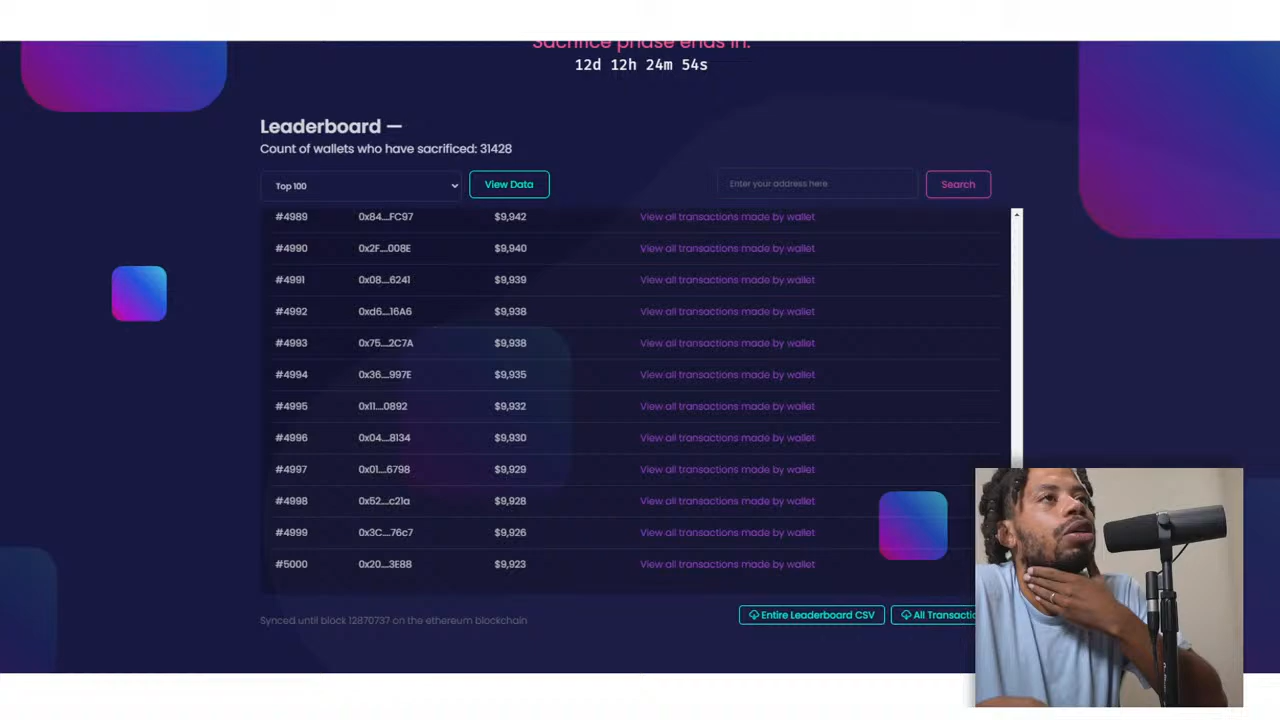 Sacrifice phase ends in:
12d 12h 24m 54s
Leaderboard —
Count of wallets who have sacrificed: 31428
Top 100 View Data Enter your address here Search
#4989 0x84....FC97 $9,942 View all transactions made by wallet
#4990 0x2F....008E $9,940 View all transactions made by wallet
#4991 0x08....6241 $9,939 View all transactions made by wallet
#4992 0xd6....16A6 $9,938 View all transactions made by wallet
#4993 0x75....2C7A $9,938 View all transactions made by wallet
#4994 0x36....997E $9,935 View all transactions made by wallet
#4995 0x11....0892 $9,932 View all transactions made by wallet
#4996 0x04....8134 $9,930 View all transactions made by wallet
#4997 0x01....6798 $9,929 View all transactions made by wallet
#4998 0x52....c21a $9,928 View all transactions made by wallet
#4999 0x3C....76c7 $9,926 View all transactions made by wallet
#5000 0x20....3E88 $9,923 View all transactions made by wallet
Entire Leaderboard CSV All Transactio
Synced until block 12870737 on the ethereum blockchain